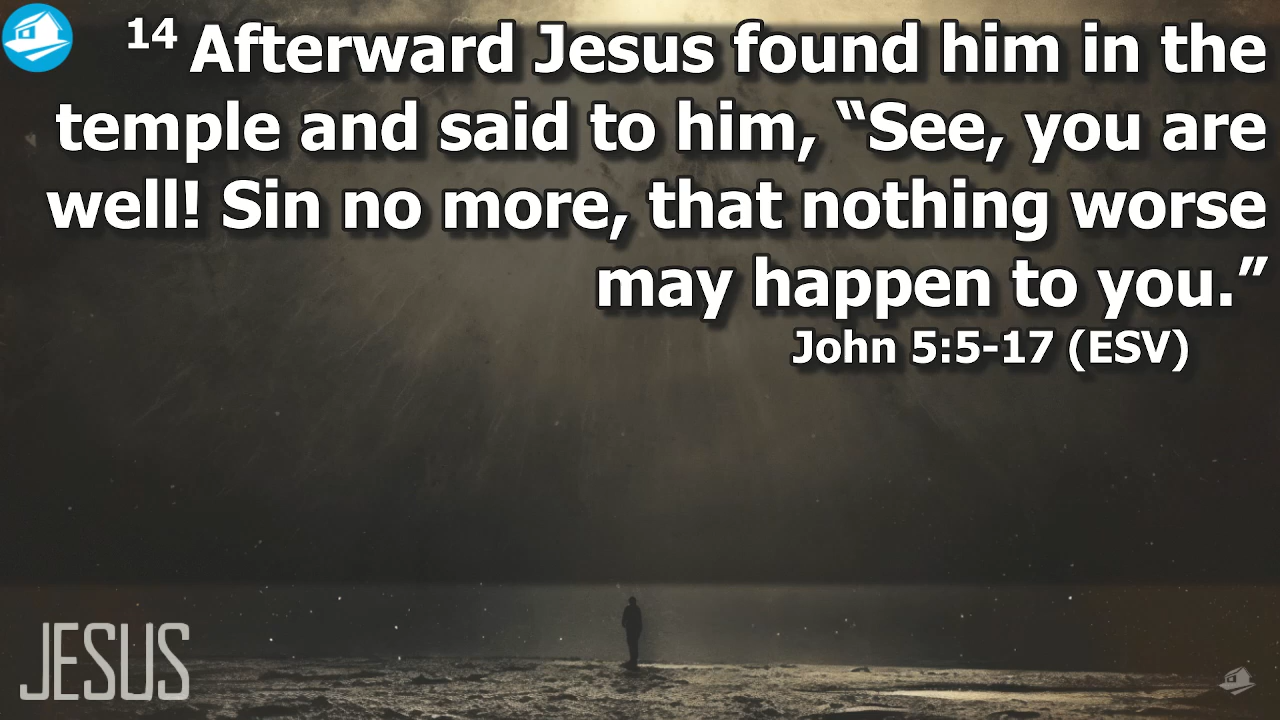 14 Afterward Jesus found him in the
temple and said to him, “See, you are
well! Sin no more, that nothing worse
may happen to you.”
John 5:5-17 (ESV)
JESUS